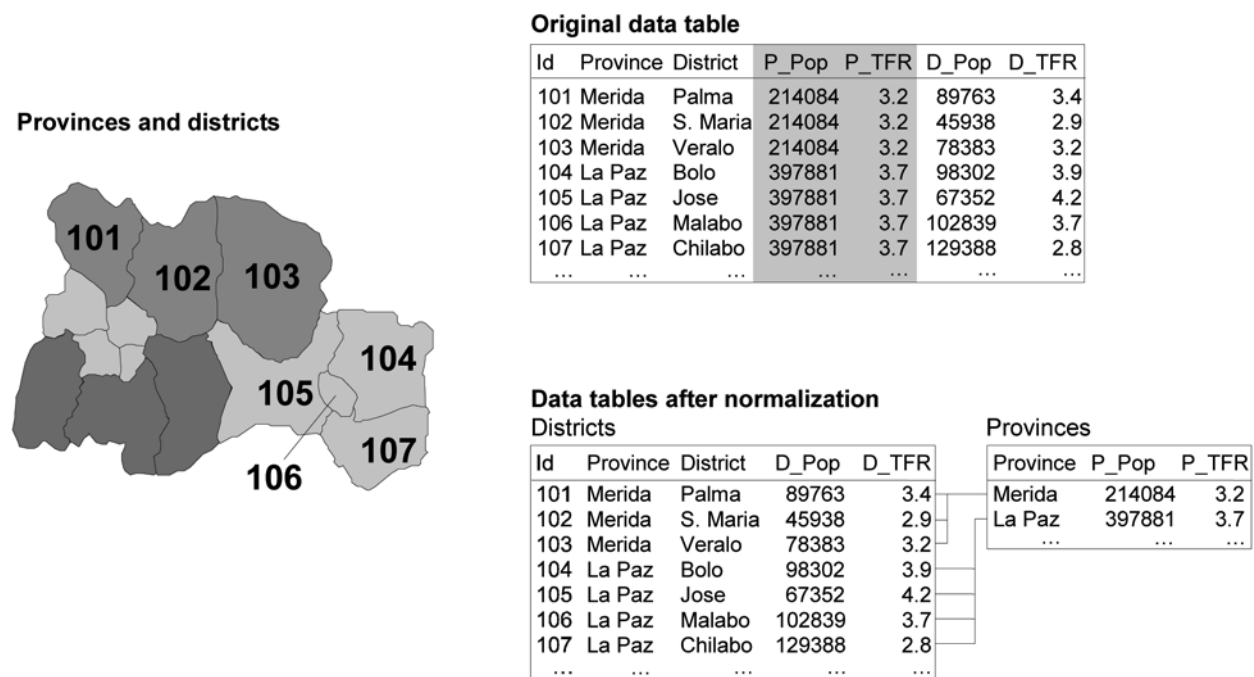 Provinces and districts
101
102
103
104
105
106
107
Original data table
Id Province District P_Pop P_TFR D_Pop D_TFR
101 Merida Palma 214084 3.2 89763 3.4
102 Merida S. Maria 214084 3.2 45938 2.9
103 Merida Veralo 214084 3.2 78383 3.2
104 La Paz Bolo 397881 3.7 98302 3.9
105 La Paz Jose 397881 3.7 67352 4.2
106 La Paz Malabo 397881 3.7 102839 3.7
107 La Paz Chilabo 397881 3.7 129388 2.8
... ... ... ... ... ... ...
Data tables after normalization
Districts
Id Province District D_Pop D_TFR
101 Merida Palma 89763 3.4
102 Merida S. Maria 45938 2.9
103 Merida Veralo 78383 3.2
104 La Paz Bolo 98302 3.9
105 La Paz Jose 67352 4.2
106 La Paz Malabo 102839 3.7
107 La Paz Chilabo 129388 2.8
... ... ... ... ...
Provinces
Province P_Pop P_TFR
Merida 214084 3.2
La Paz 397881 3.7
... ... ...